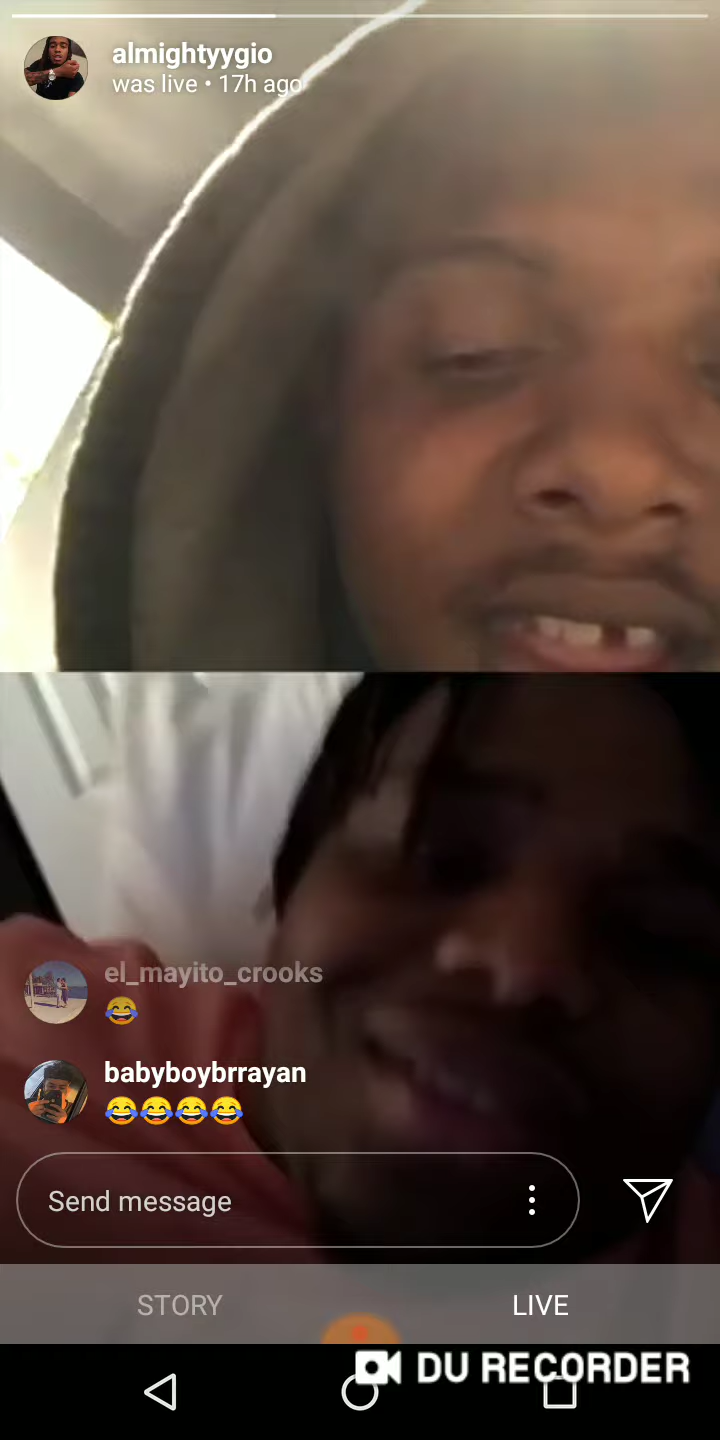 almightyygio
was live • 17h ago
el_mayito_crooks
😂
babyboybrrayan
😂😂😂😂
Send message
STORY
LIVE
DU RECORDER